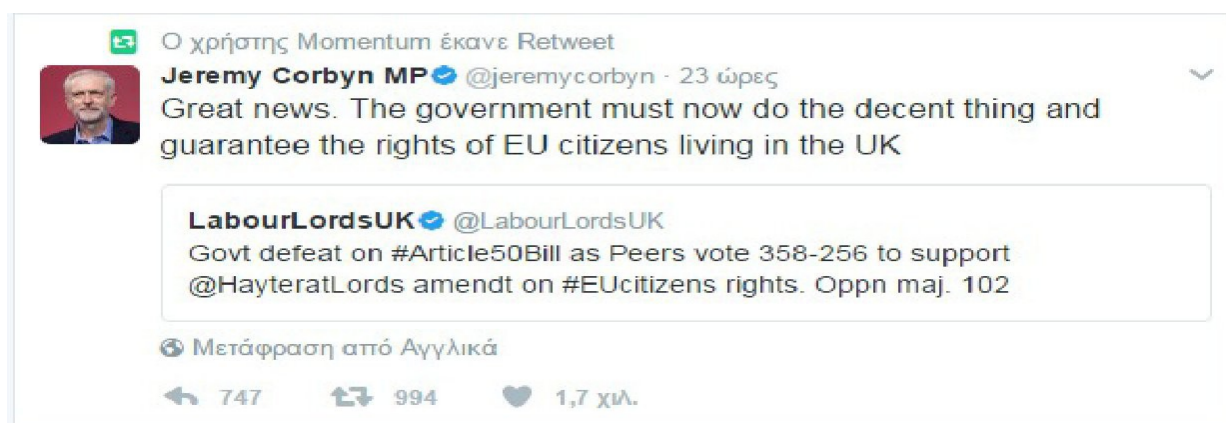 Ο χρήστης Momentum έκανε Retweet
Jeremy Corbyn MP @jeremycorbyn · 23 ώρες
Great news. The government must now do the decent thing and
guarantee the rights of EU citizens living in the UK
LabourLordsUK @LabourLordsUK
Govt defeat on #Article50Bill as Peers vote 358-256 to support
@HayteratLords amendt on #EUcitizens rights. Oppn maj. 102
Μετάφραση από Αγγλικά
747 994 1,7 χιλ.